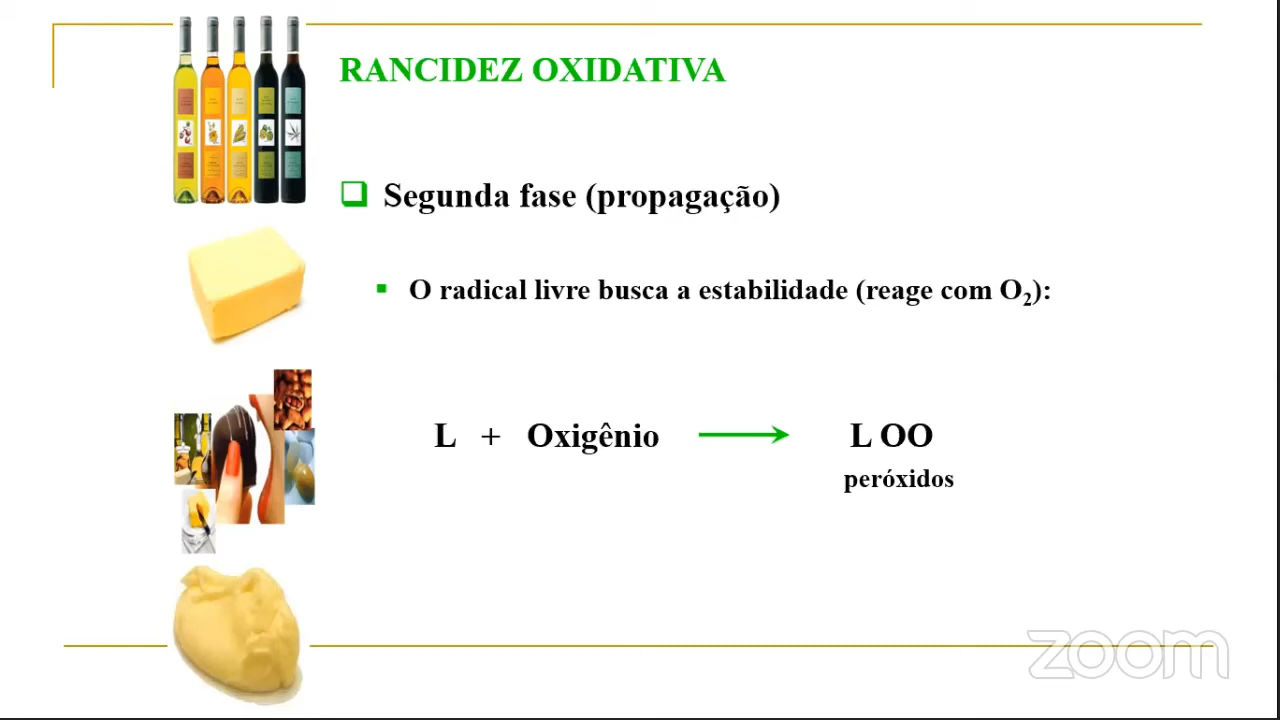 RANCIDEZ OXIDATIVA
Segunda fase (propagação)
O radical livre busca a estabilidade (reage com O₂):
L + Oxigênio → L OO
peróxidos
zoom